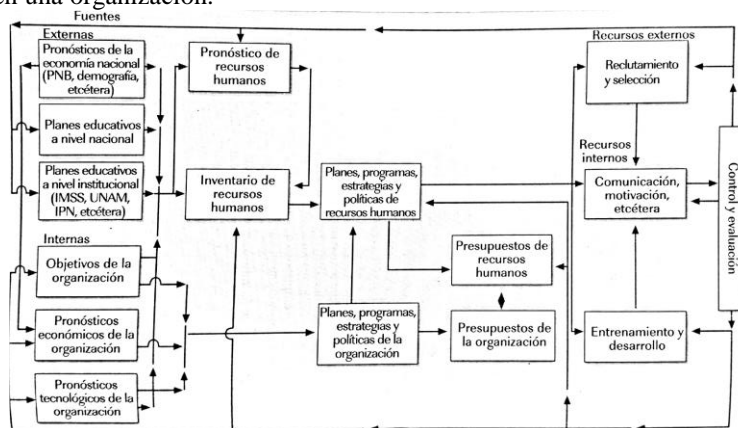 en una organización.
Fuentes
Externas
Pronósticos de la
economía nacional
(PNB, demografía,
etcétera)
Planes educativos
a nivel nacional
Planes educativos
a nivel institucional
(IMSS, UNAM,
IPN, etcétera)
Internas
Objetivos de la
organización
Pronósticos
económicos de la
organización
Pronósticos
tecnológicos de la
organización
Pronóstico de
recursos
humanos
Inventario de
recursos
humanos
Planes, programas,
estrategias y
políticas de
recursos humanos
Presupuestos de
recursos
humanos
Planes, programas,
estrategias y
políticas de la
organización
Presupuestos de
la organización
Recursos externos
Reclutamiento
y selección
Recursos
internos
Comunicación,
motivación,
etcétera
Entrenamiento y
desarrollo
Control y evaluación